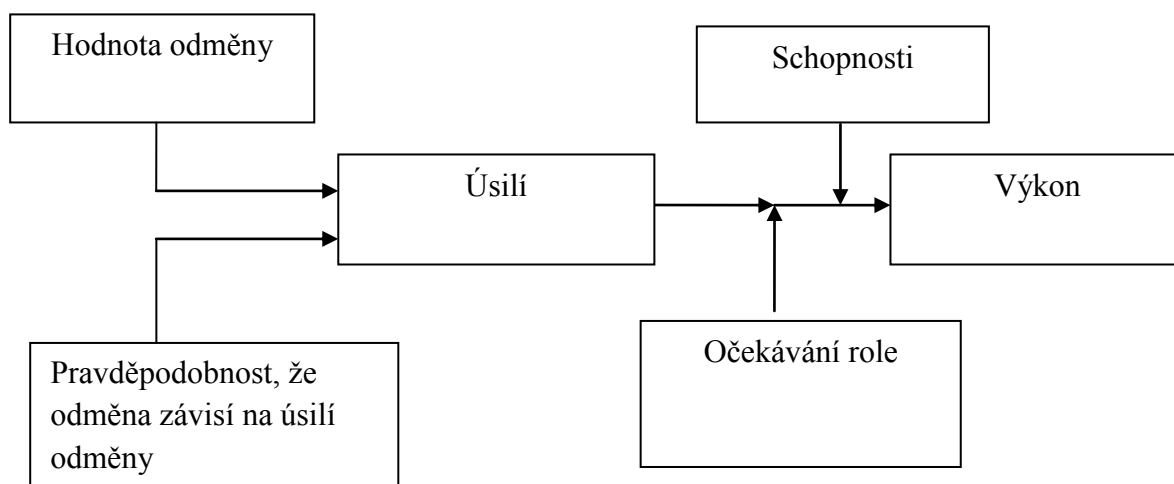 Hodnota odměny
Schopnosti
Úsilí
Výkon
Očekávání role
Pravděpodobnost, že
odměna závisí na úsilí
odměny